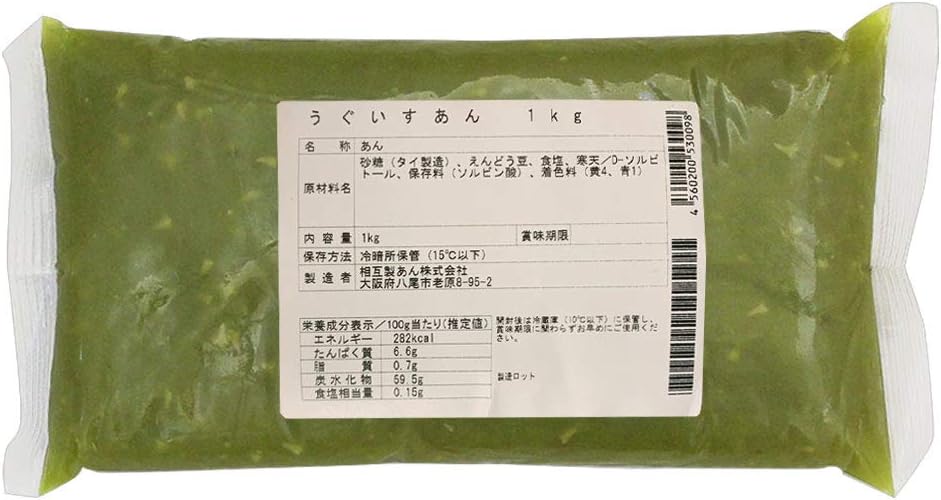 うぐいすあん 1kg
名称 あん
原材料名 砂糖（タイ製造）、えんどう豆、食塩、寒天／D-ソルビ
トール、保存料（ソルビン酸）、着色料（黄4、青1）
内容量 1kg 賞味期限
保存方法 冷暗所保管（15℃以下）
製造者 相互製あん株式会社
大阪府八尾市老原8-95-2
栄養成分表示／100g当たり(推定値)
エネルギー 282kcal
たんぱく質 6.6g
脂質 0.7g
炭水化物 59.5g
食塩相当量 0.15g
開封後は冷蔵庫（10℃以下）に保管し、
賞味期限に関わらずお早めにご使用くだ
さい。
製造ロット
4 560200 530098